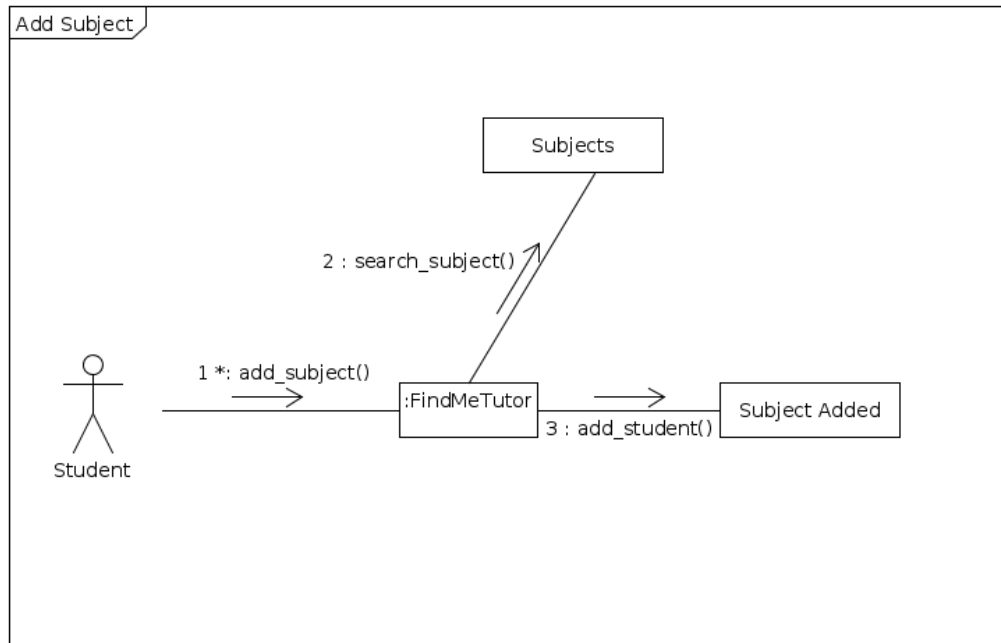 Add Subject
Subjects
2 : search_subject()
1 *: add_subject()
:FindMeTutor
Subject Added
3 : add_student()
Student